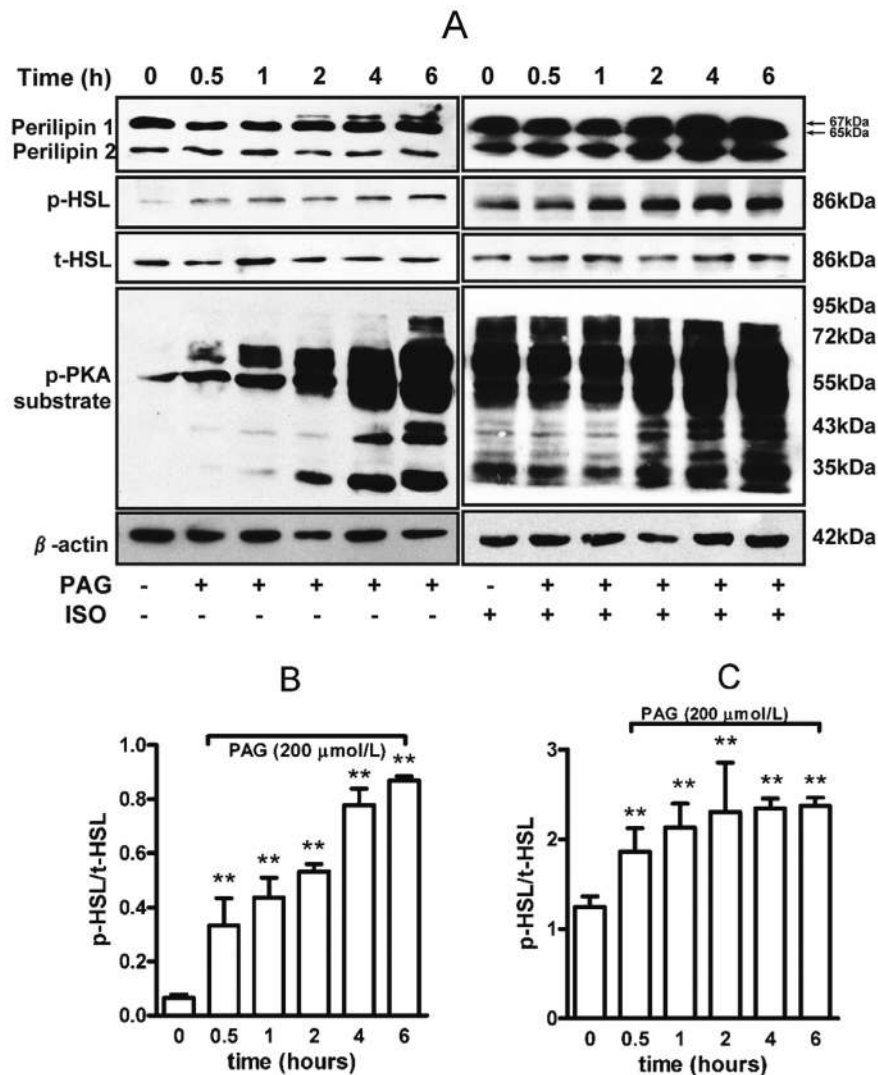 A
Time (h) 0 0.5 1 2 4 6 0 0.5 1 2 4 6
Perilipin 1 67kDa
65kDa
Perilipin 2
p-HSL 86kDa
t-HSL 86kDa
95kDa
72kDa
p-PKA
substrate 55kDa
43kDa
35kDa
β-actin 42kDa
PAG - + + + + + - + + + + +
ISO - - - - - - + + + + + +
B
PAG (200 μmol/L)
** ** ** ** **
p-HSL/t-HSL
1.0
0.8
0.6
0.4
0.2
0.0
0 0.5 1 2 4 6
time (hours)
C
PAG (200 μmol/L)
** ** ** ** **
p-HSL/t-HSL
3
2
1
0
0 0.5 1 2 4 6
time (hours)